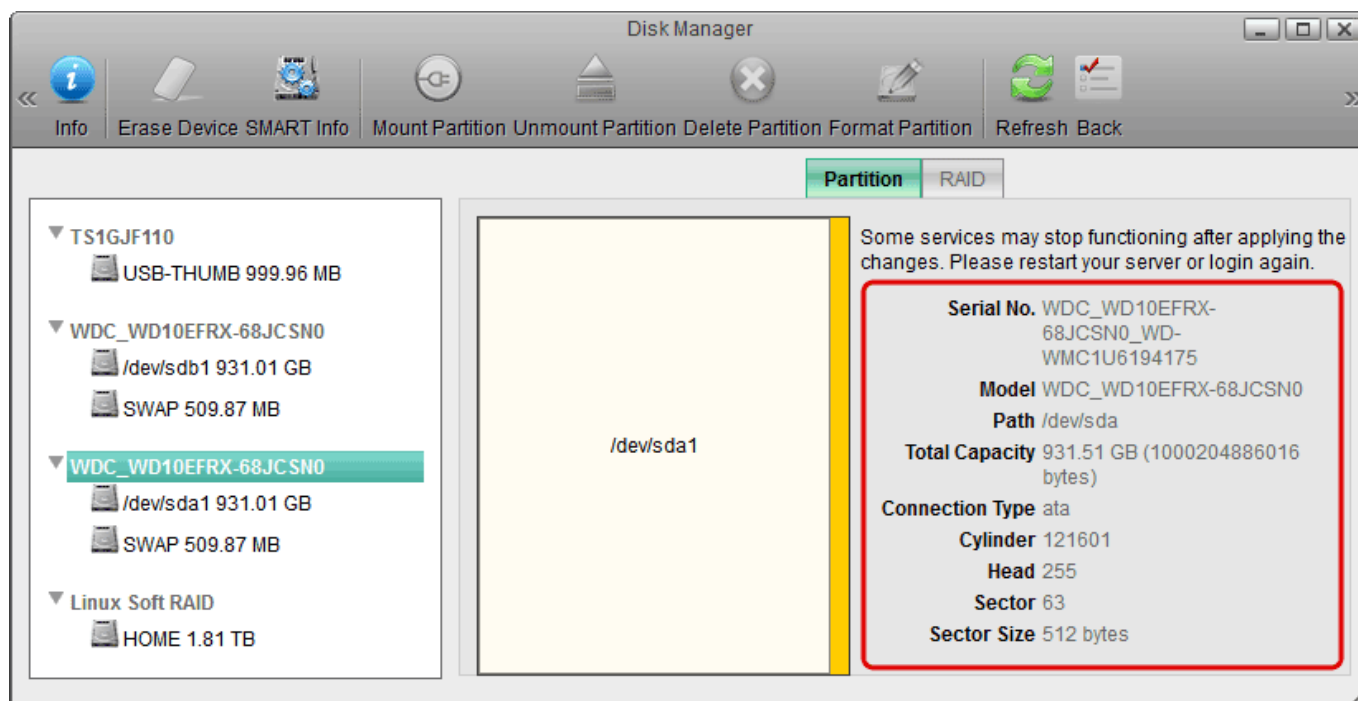 Disk Manager
Info Erase Device SMART Info Mount Partition Unmount Partition Delete Partition Format Partition Refresh Back
Partition RAID
TS1GJF110
USB-THUMB 999.96 MB
WDC_WD10EFRX-68JCSN0
/dev/sdb1 931.01 GB
SWAP 509.87 MB
WDC_WD10EFRX-68JCSN0
/dev/sda1 931.01 GB
SWAP 509.87 MB
Linux Soft RAID
HOME 1.81 TB
/dev/sda1
Some services may stop functioning after applying the
changes. Please restart your server or login again.
Serial No. WDC_WD10EFRX-
68JCSN0_WD-
WMC1U6194175
Model WDC_WD10EFRX-68JCSN0
Path /dev/sda
Total Capacity 931.51 GB (1000204886016
bytes)
Connection Type ata
Cylinder 121601
Head 255
Sector 63
Sector Size 512 bytes